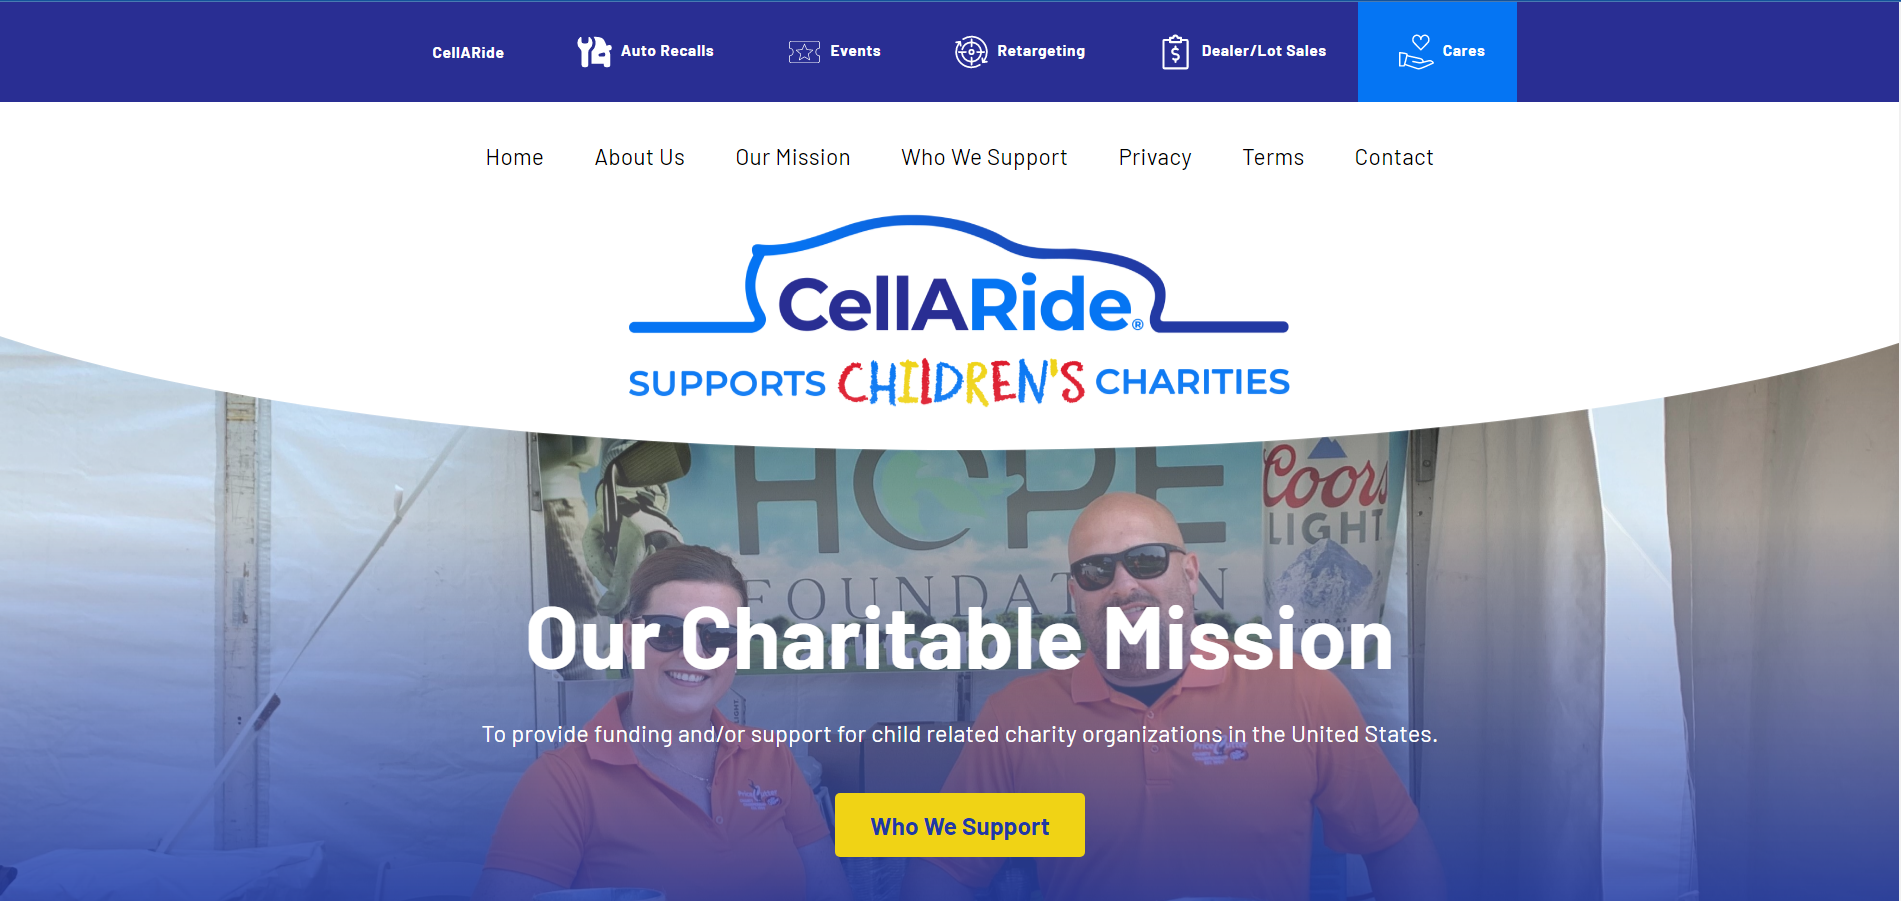 CellARide
Auto Recalls
Events
Retargeting
Dealer/Lot Sales
Cares
Home
About Us
Our Mission
Who We Support
Privacy
Terms
Contact
CellARide®
SUPPORTS CHILDREN'S CHARITIES
HOPE
FOUNDATION
Coors
LIGHT
Our Charitable Mission
To provide funding and/or support for child related charity organizations in the United States.
Who We Support